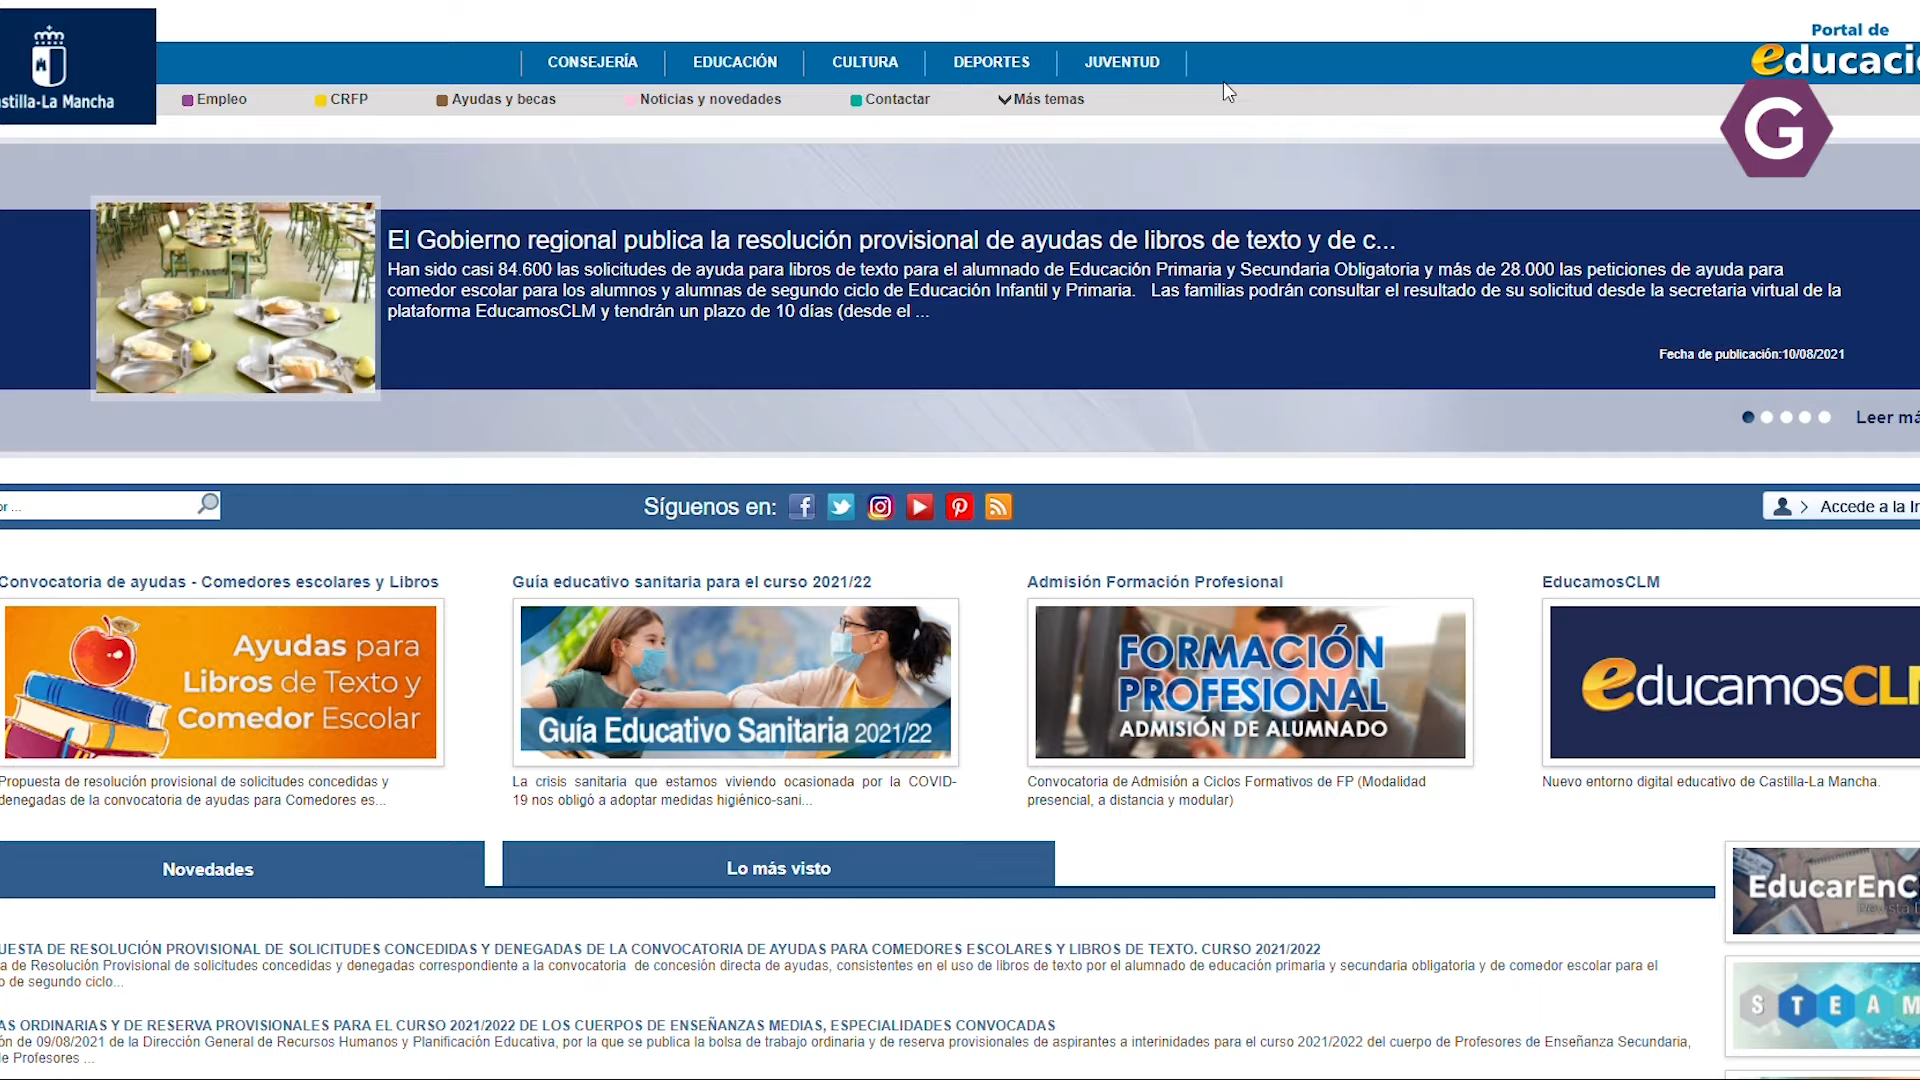 Portal de
CONSEJERÍA EDUCACIÓN CULTURA DEPORTES JUVENTUD
educació
stilla-La Mancha
Empleo CRFP Ayudas y becas Noticias y novedades Contactar Más temas
G
El Gobierno regional publica la resolución provisional de ayudas de libros de texto y de c...
Han sido casi 84.600 las solicitudes de ayuda para libros de texto para el alumnado de Educación Primaria y Secundaria Obligatoria y más de 28.000 las peticiones de ayuda para
comedor escolar para los alumnos y alumnas de segundo ciclo de Educación Infantil y Primaria. Las familias podrán consultar el resultado de su solicitud desde la secretaria virtual de la
plataforma EducamosCLM y tendrán un plazo de 10 días (desde el ...
Fecha de publicación:10/08/2021
Leer má
or ...
Síguenos en:
Accede a la In
Convocatoria de ayudas - Comedores escolares y Libros
Ayudas para
Libros de Texto y
Comedor Escolar
Propuesta de resolución provisional de solicitudes concedidas y
denegadas de la convocatoria de ayudas para Comedores es...
Guía educativo sanitaria para el curso 2021/22
Guía Educativo Sanitaria 2021/22
La crisis sanitaria que estamos viviendo ocasionada por la COVID-
19 nos obligó a adoptar medidas higiénico-sani...
Admisión Formación Profesional
FORMACIÓN
PROFESIONAL
ADMISIÓN DE ALUMNADO
Convocatoria de Admisión a Ciclos Formativos de FP (Modalidad
presencial, a distancia y modular)
EducamosCLM
educamosCLM
Nuevo entorno digital educativo de Castilla-La Mancha.
Novedades
Lo más visto
UESTA DE RESOLUCIÓN PROVISIONAL DE SOLICITUDES CONCEDIDAS Y DENEGADAS DE LA CONVOCATORIA DE AYUDAS PARA COMEDORES ESCOLARES Y LIBROS DE TEXTO. CURSO 2021/2022
a de Resolución Provisional de solicitudes concedidas y denegadas correspondiente a la convocatoria de concesión directa de ayudas, consistentes en el uso de libros de texto por el alumnado de educación primaria y secundaria obligatoria y de comedor escolar para el
o de segundo ciclo...
AS ORDINARIAS Y DE RESERVA PROVISIONALES PARA EL CURSO 2021/2022 DE LOS CUERPOS DE ENSEÑANZAS MEDIAS, ESPECIALIDADES CONVOCADAS
ón de 09/08/2021 de la Dirección General de Recursos Humanos y Planificación Educativa, por la que se publica la bolsa de trabajo ordinaria y de reserva provisionales de aspirantes a interinidades para el curso 2021/2022 del cuerpo de Profesores de Enseñanza Secundaria,
le Profesores ...
EducarEnC
Revista
STEAM